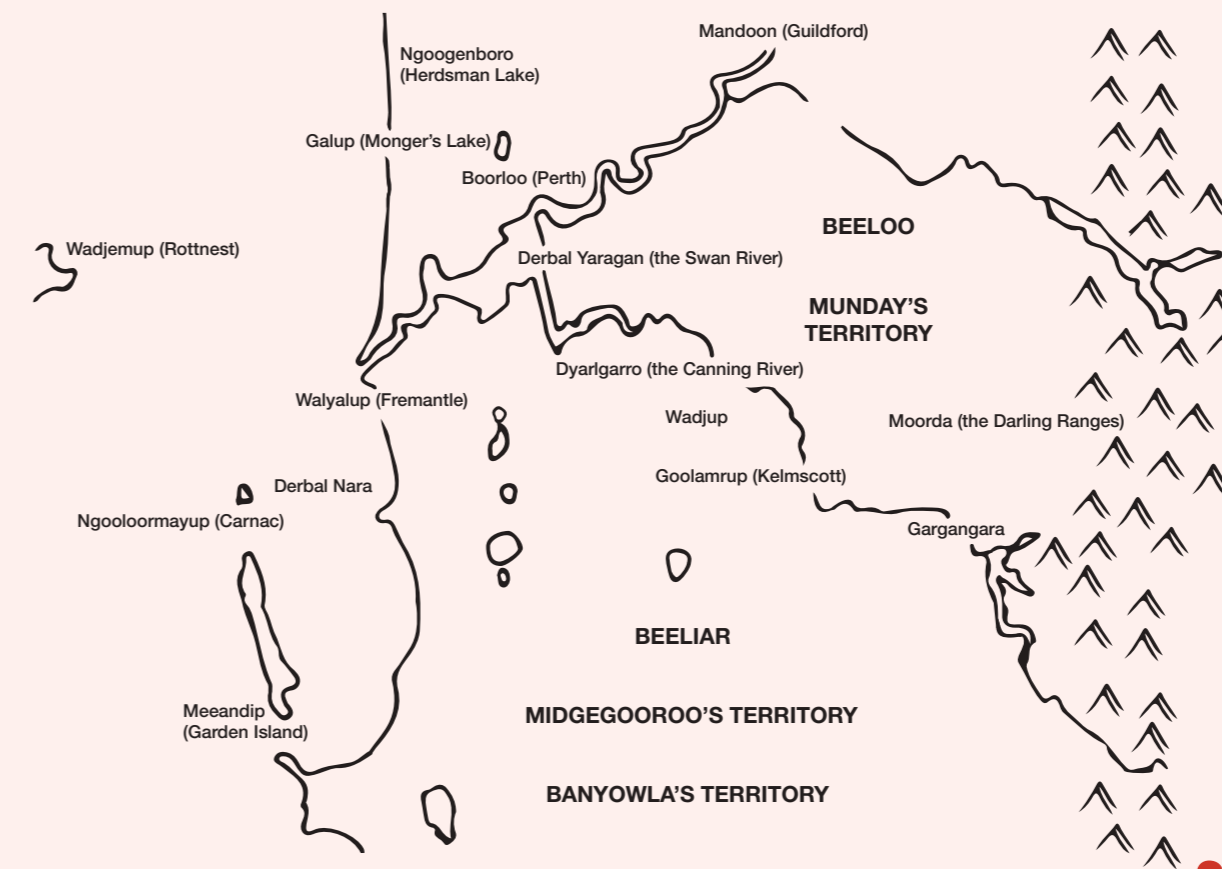 Mandoon (Guildford)
Ngoogenboro
(Herdsman Lake)
Galup (Monger's Lake)
Boorloo (Perth)
BEELOO
Wadjemup (Rottnest)
Derbal Yaragan (the Swan River)
MUNDAY'S
TERRITORY
Dyarlgarro (the Canning River)
Walyalup (Fremantle)
Wadjup
Moorda (the Darling Ranges)
Goolamrup (Kelmscott)
Derbal Nara
Ngooloormayup (Carnac)
Gargangara
BEELIAR
Meeandip
(Garden Island)
MIDGEGOOROO'S TERRITORY
BANYOWLA'S TERRITORY